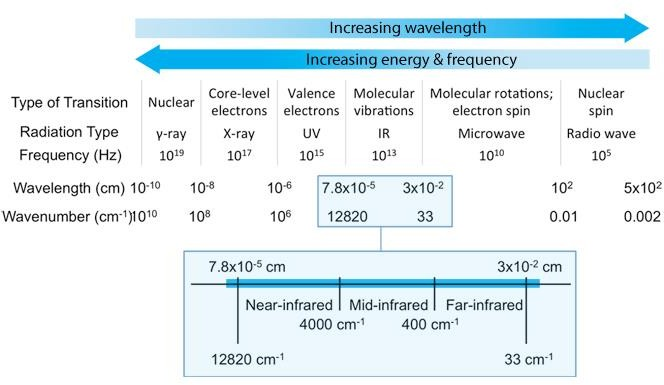 Increasing wavelength
Increasing energy & frequency
Type of Transition Nuclear Core-level electrons Valence electrons Molecular vibrations Molecular rotations; electron spin Nuclear spin
Radiation Type γ-ray X-ray UV IR Microwave Radio wave
Frequency (Hz) 10¹⁹ 10¹⁷ 10¹⁵ 10¹³ 10¹⁰ 10⁵
Wavelength (cm) 10⁻¹⁰ 10⁻⁸ 10⁻⁶ 7.8x10⁻⁵ 3x10⁻² 10² 5x10²
Wavenumber (cm⁻¹) 10¹⁰ 10⁸ 10⁶ 12820 33 0.01 0.002
7.8x10⁻⁵ cm 3x10⁻² cm
Near-infrared Mid-infrared Far-infrared
4000 cm⁻¹ 400 cm⁻¹
12820 cm⁻¹ 33 cm⁻¹